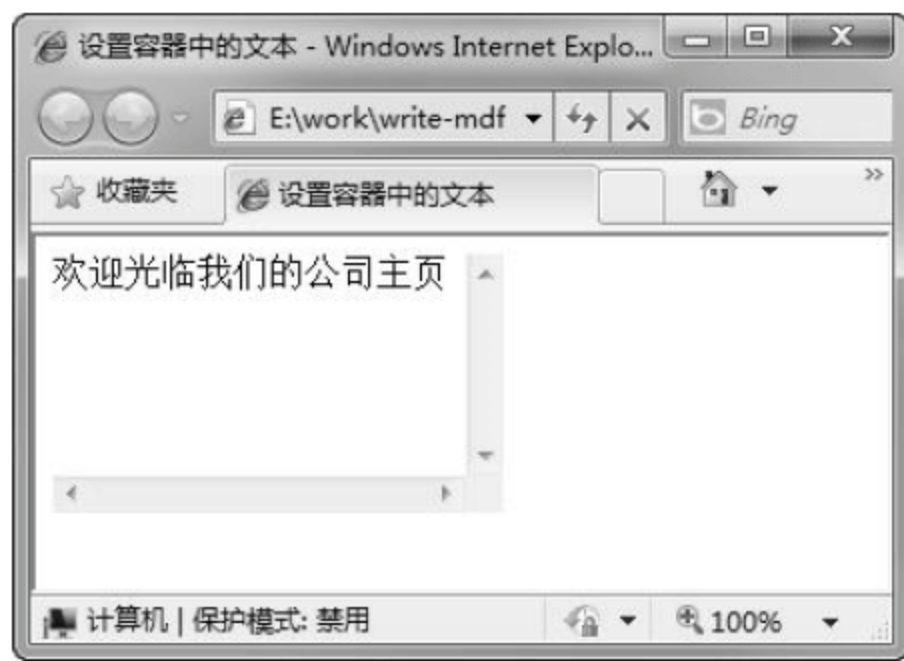 设置容器中的文本 - Windows Internet Explo...
E:\work\write-mdf
Bing
收藏夹
设置容器中的文本
欢迎光临我们的公司主页
计算机 | 保护模式: 禁用
100%